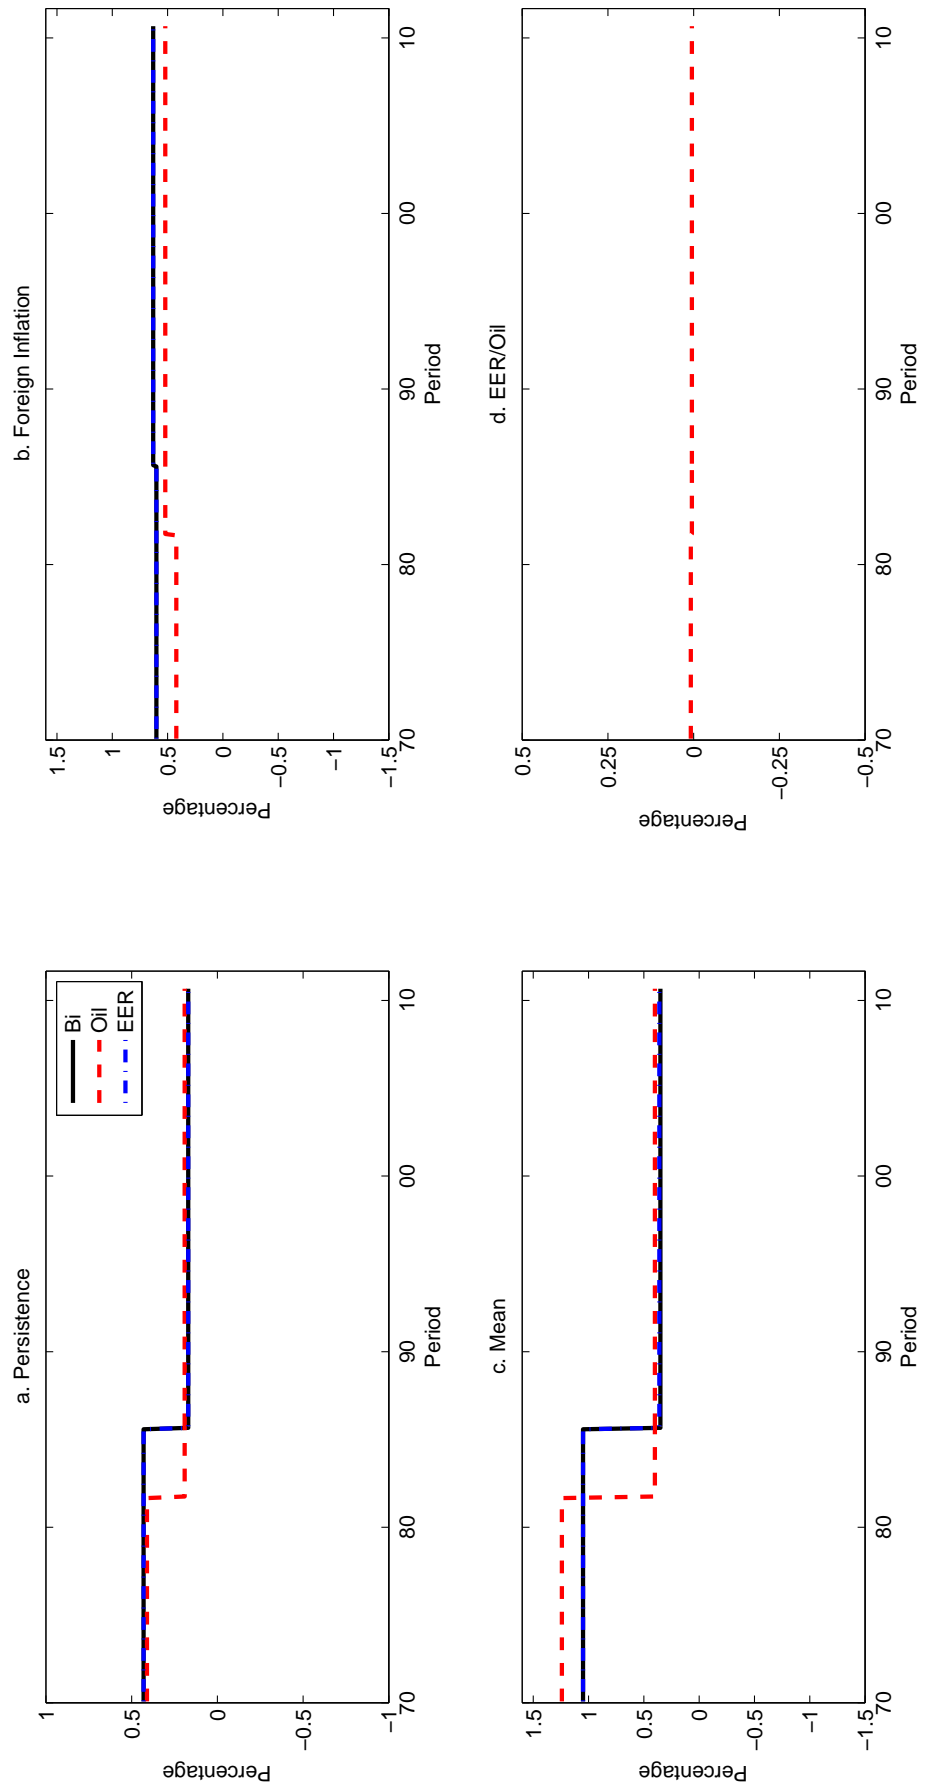 a. Persistence
1
0.5
0
−0.5
−1
Percentage
70
80
90
00
10
Period
Bi
Oil
EER
b. Foreign Inflation
1.5
1
0.5
0
−0.5
−1
−1.5
Percentage
70
80
90
00
10
Period
c. Mean
1.5
1
0.5
0
−0.5
−1
−1.5
Percentage
70
80
90
00
10
Period
d. EER/Oil
0.5
0.25
0
−0.25
−0.5
Percentage
70
80
90
00
10
Period